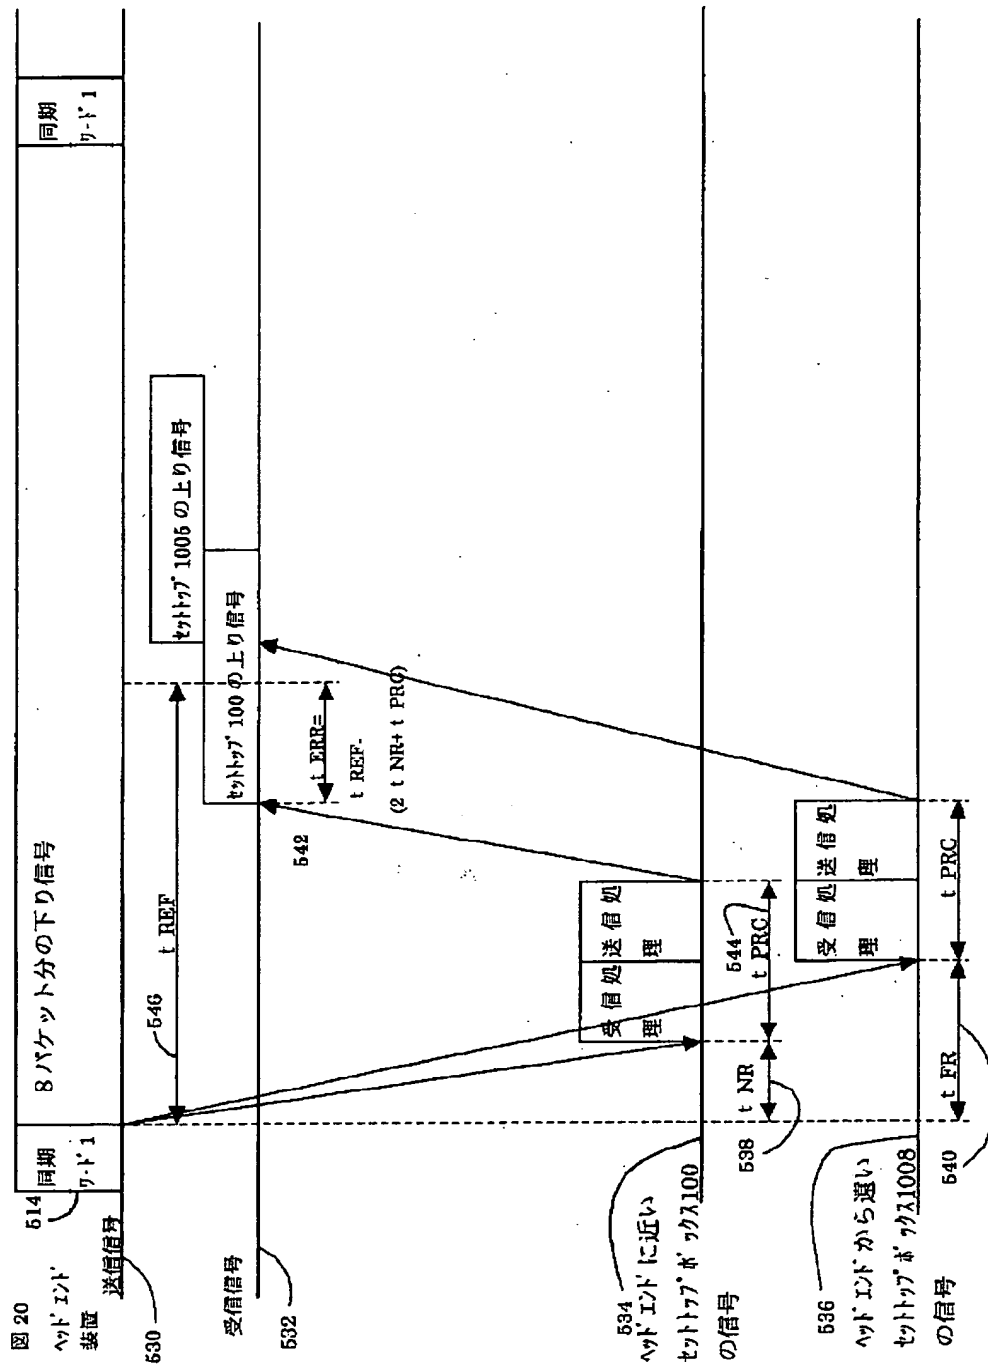 図 20
ヘッドエンド
装置
514
同期
ワード1
8パケット分の下り信号
同期
ワード1
送信信号
530
546
t REF
セットトップ1006の上り信号
セットトップ100の上り信号
受信信号
532
542
t ERR=
t REF-
(2 t NR+ t PRC)
534
ヘッドエンドに近い
セットトップボックス100
の信号
受信処
理
送信処
理
544
t PRC
t NR
538
536
ヘッドエンドから遠い
セットトップボックス1008
の信号
受信処
理
送信処
理
t FR
t PRC
540